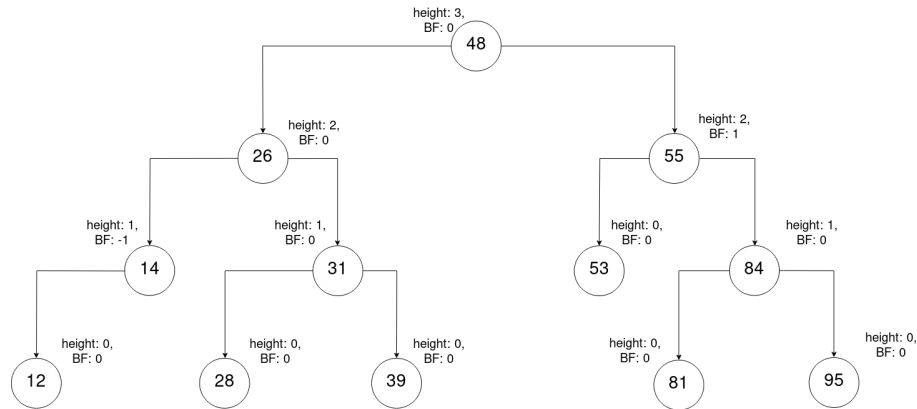 height: 3,
BF: 0
48
height: 2,
BF: 0
26
height: 2,
BF: 1
55
height: 1,
BF: -1
14
height: 1,
BF: 0
31
height: 0,
BF: 0
53
height: 1,
BF: 0
84
height: 0,
BF: 0
12
height: 0,
BF: 0
28
height: 0,
BF: 0
39
height: 0,
BF: 0
81
height: 0,
BF: 0
95